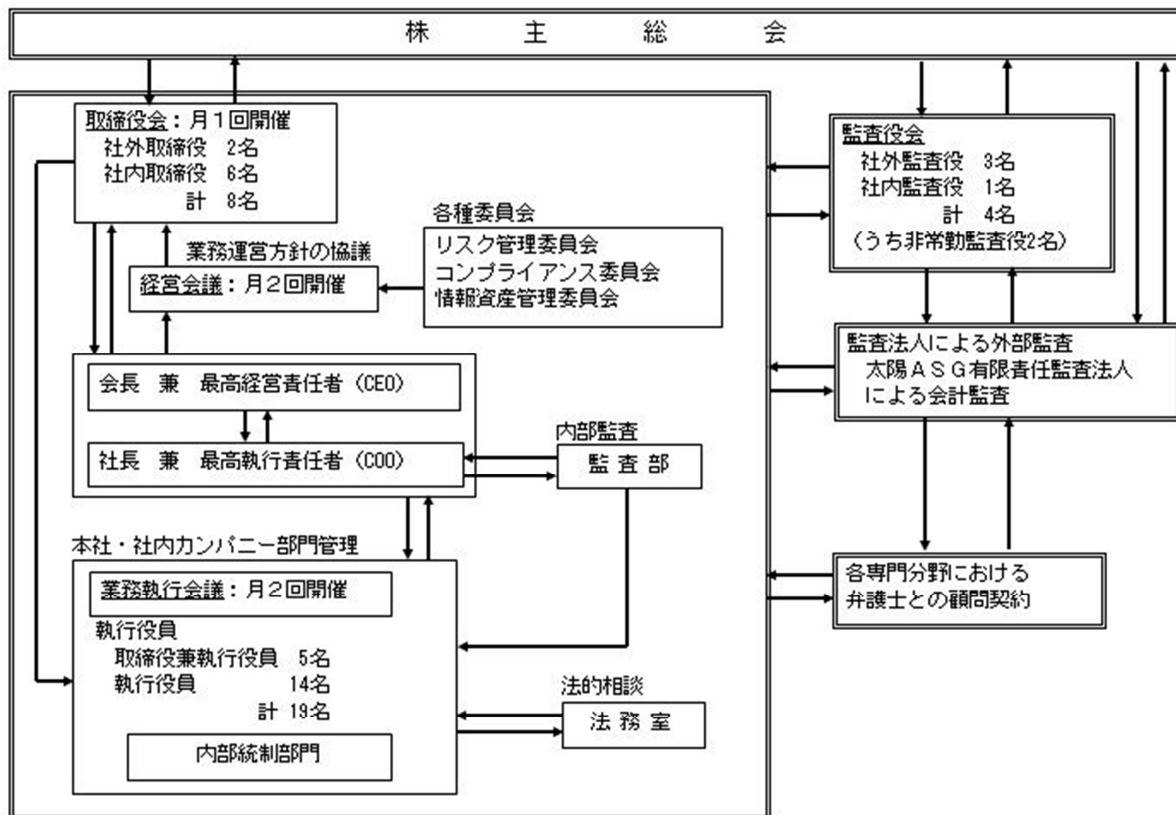 株主総会
取締役会：月１回開催
社外取締役 2名
社内取締役 6名
計 8名
監査役会
社外監査役 3名
社内監査役 1名
計 4名
（うち非常勤監査役2名）
各種委員会
リスク管理委員会
コンプライアンス委員会
情報資産管理委員会
業務運営方針の協議
経営会議：月２回開催
監査法人による外部監査
太陽ＡＳＧ有限責任監査法人
による会計監査
会長 兼 最高経営責任者（CEO）
社長 兼 最高執行責任者（COO）
内部監査
監査部
本社・社内カンパニー部門管理
業務執行会議：月２回開催
執行役員
取締役兼執行役員 5名
執行役員 14名
計 19名
内部統制部門
法的相談
法務室
各専門分野における
弁護士との顧問契約